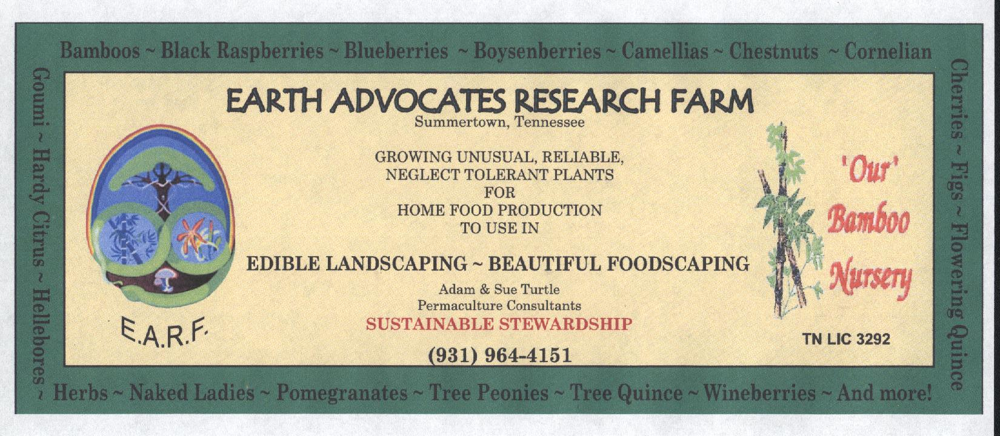 Bamboos ~ Black Raspberries ~ Blueberries ~ Boysenberries ~ Camellias ~ Chestnuts ~ Cornelian
Cherries ~ Figs ~ Flowering Quince
Goumi ~ Hardy Citrus ~ Hellebores ~
EARTH ADVOCATES RESEARCH FARM
Summertown, Tennessee
GROWING UNUSUAL, RELIABLE,
NEGLECT TOLERANT PLANTS
FOR
HOME FOOD PRODUCTION
TO USE IN
EDIBLE LANDSCAPING ~ BEAUTIFUL FOODSCAPING
Adam & Sue Turtle
Permaculture Consultants
SUSTAINABLE STEWARDSHIP
(931) 964-4151
E.A.R.F.
'Our'
Bamboo
Nursery
TN LIC 3292
Herbs ~ Naked Ladies ~ Pomegranates ~ Tree Peonies ~ Tree Quince ~ Wineberries ~ And more!